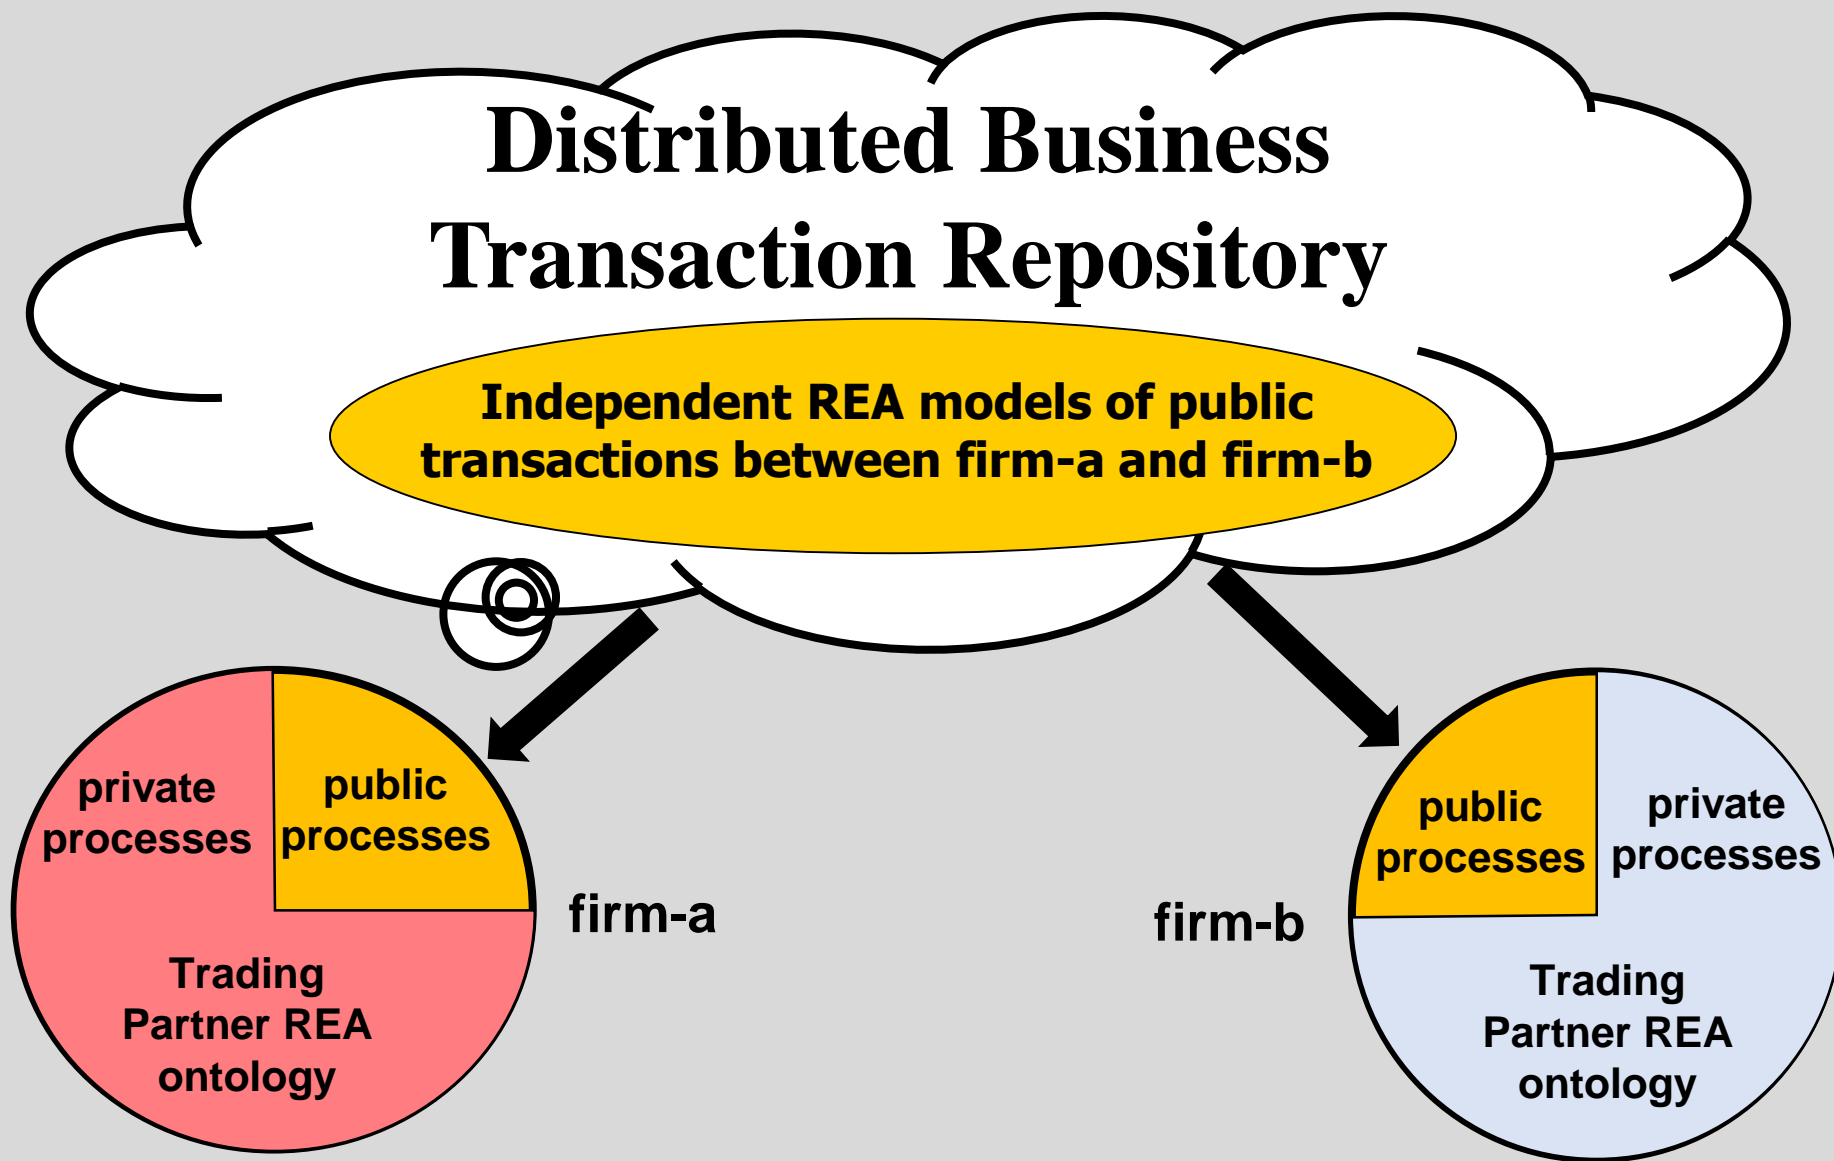 Distributed Business
Transaction Repository
Independent REA models of public
transactions between firm-a and firm-b
private
processes
public
processes
Trading
Partner REA
ontology
firm-a
firm-b
public
processes
private
processes
Trading
Partner REA
ontology